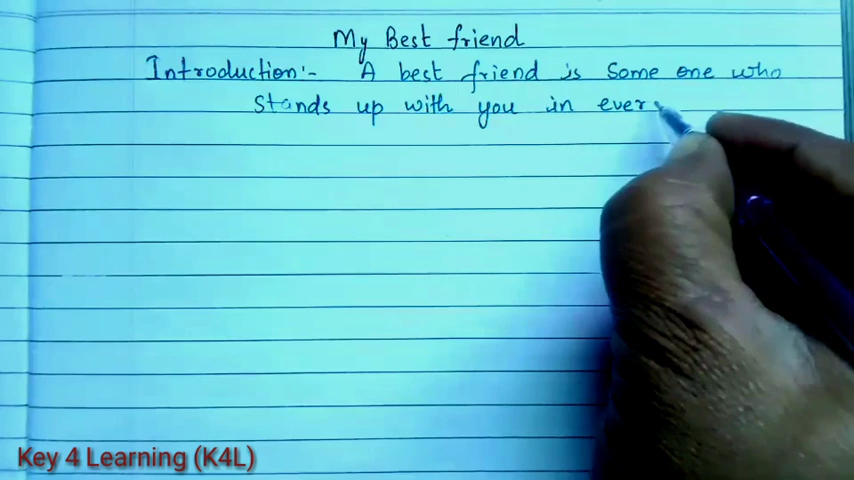 My Best friend
Introduction:- A best friend is Some one who
stands up with you in ever
Key 4 Learning (K4L)